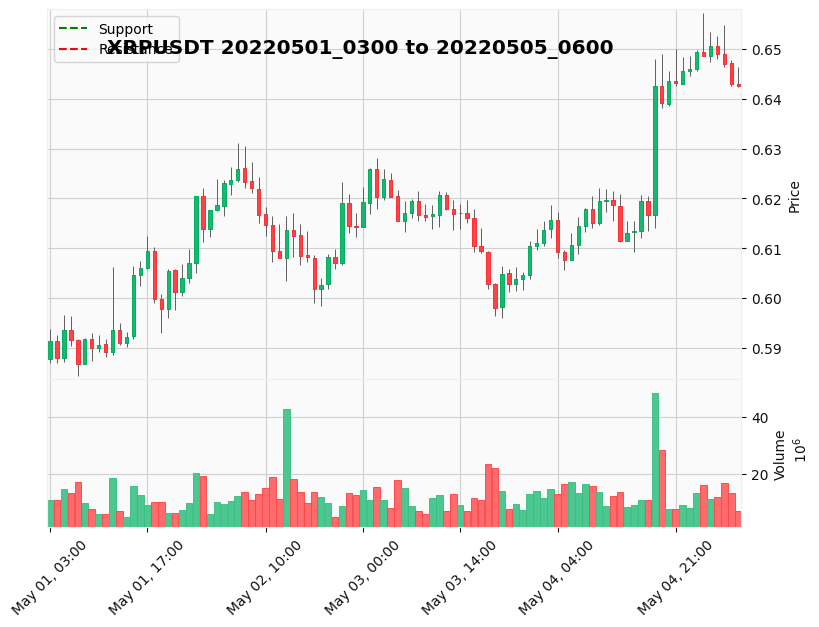 Support
Resistance
XRPUSDT 20220501_0300 to 20220505_0600
0.65
0.64
0.63
0.62
0.61
0.60
0.59
Price
40
20
Volume
10^6
May 01, 03:00
May 01, 17:00
May 02, 10:00
May 03, 00:00
May 03, 14:00
May 04, 04:00
May 04, 21:00